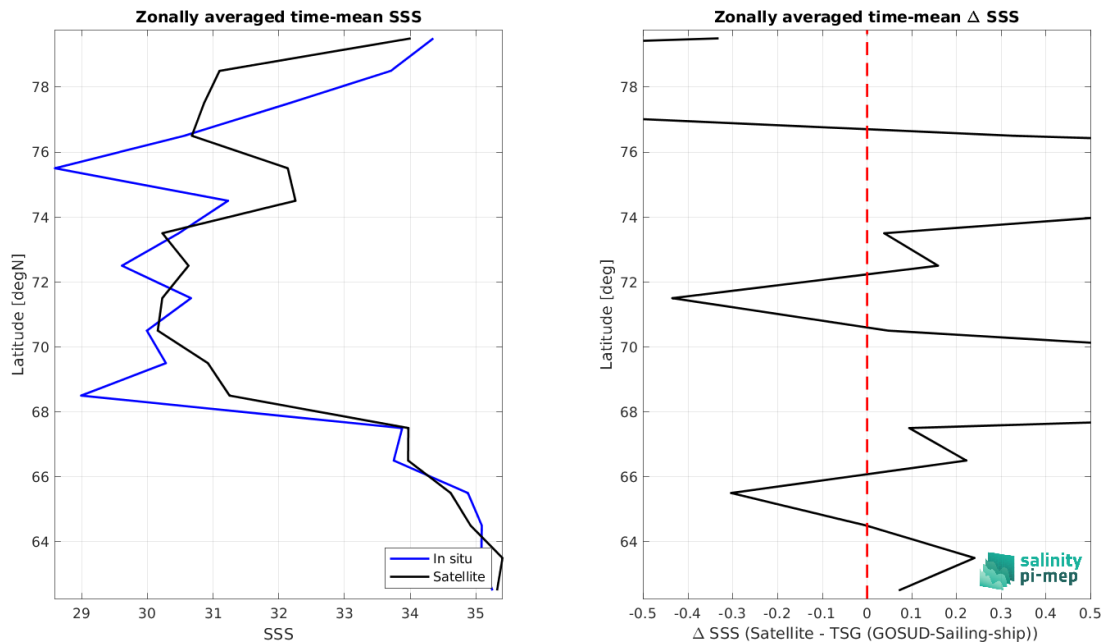 Zonally averaged time-mean SSS
Latitude [degN]
78
76
74
72
70
68
66
64
29 30 31 32 33 34 35
SSS
In situ
Satellite
Zonally averaged time-mean Δ SSS
Latitude [deg]
78
76
74
72
70
68
66
64
-0.5 -0.4 -0.3 -0.2 -0.1 0 0.1 0.2 0.3 0.4 0.5
Δ SSS (Satellite - TSG (GOSUD-Sailing-ship))
salinity
pi-mep